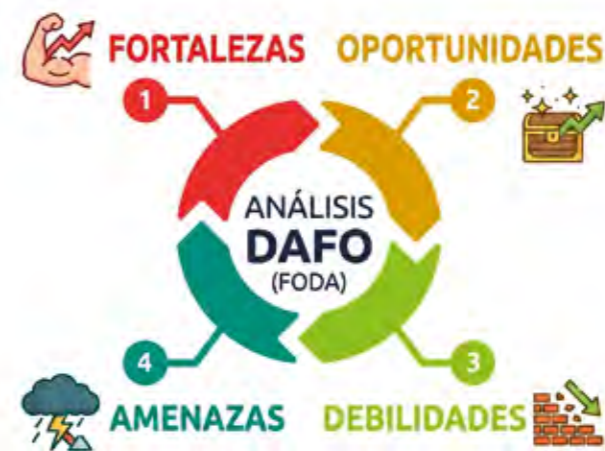 FORTALEZAS
OPORTUNIDADES
1
2
ANÁLISIS
DAFO
(FODA)
4
3
AMENAZAS
DEBILIDADES